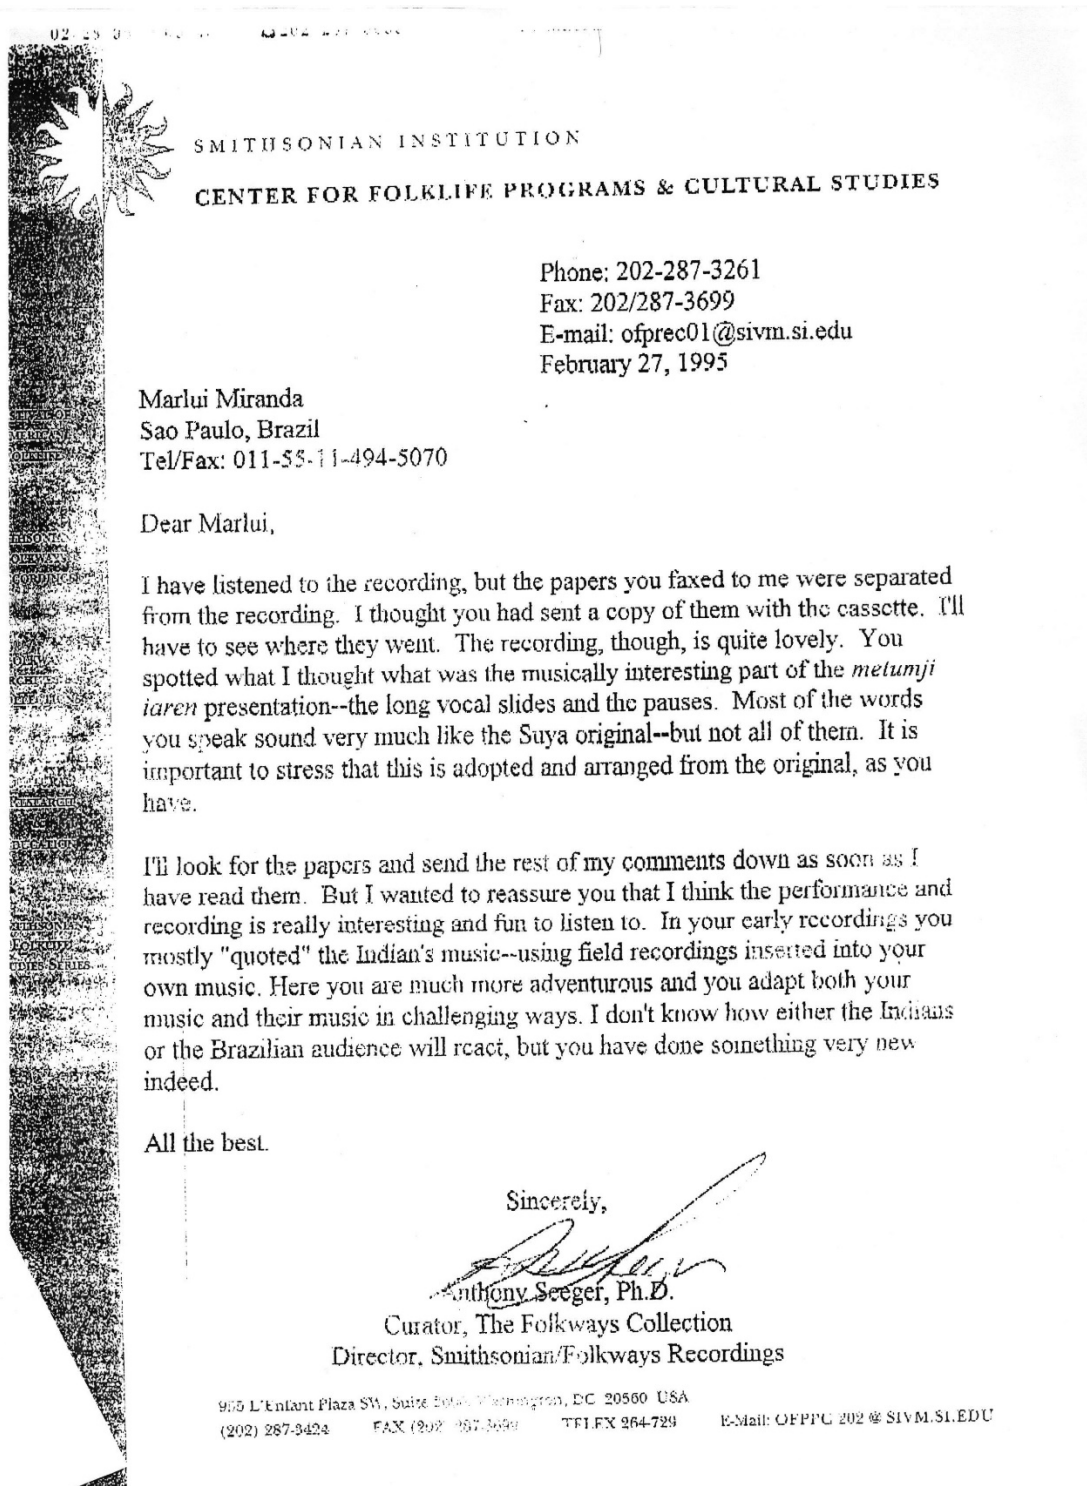 SMITHSONIAN INSTITUTION
CENTER FOR FOLKLIFE PROGRAMS & CULTURAL STUDIES
Phone: 202-287-3261
Fax: 202/287-3699
E-mail: ofprec01@sivm.si.edu
February 27, 1995
Marlui Miranda
Sao Paulo, Brazil
Tel/Fax: 011-55-11-494-5070
Dear Marlui,
I have listened to the recording, but the papers you faxed to me were separated
from the recording. I thought you had sent a copy of them with the cassette. I'll
have to see where they went. The recording, though, is quite lovely. You
spotted what I thought what was the musically interesting part of the metumji
iaren presentation--the long vocal slides and the pauses. Most of the words
you speak sound very much like the Suya original--but not all of them. It is
important to stress that this is adopted and arranged from the original, as you
have.
I'll look for the papers and send the rest of my comments down as soon as I
have read them. But I wanted to reassure you that I think the performance and
recording is really interesting and fun to listen to. In your early recordings you
mostly "quoted" the Indian's music--using field recordings inserted into your
own music. Here you are much more adventurous and you adapt both your
music and their music in challenging ways. I don't know how either the Indians
or the Brazilian audience will react, but you have done something very new
indeed.
All the best.
Sincerely,
Anthony Seeger, Ph.D.
Curator, The Folkways Collection
Director, Smithsonian/Folkways Recordings
955 L'Enfant Plaza SW, Suite Washington, DC 20560 USA
(202) 287-3424 FAX (202) 287-3699 TELEX 264-729 E-Mail: OFPPC 202 @ SIVM.SI.EDU